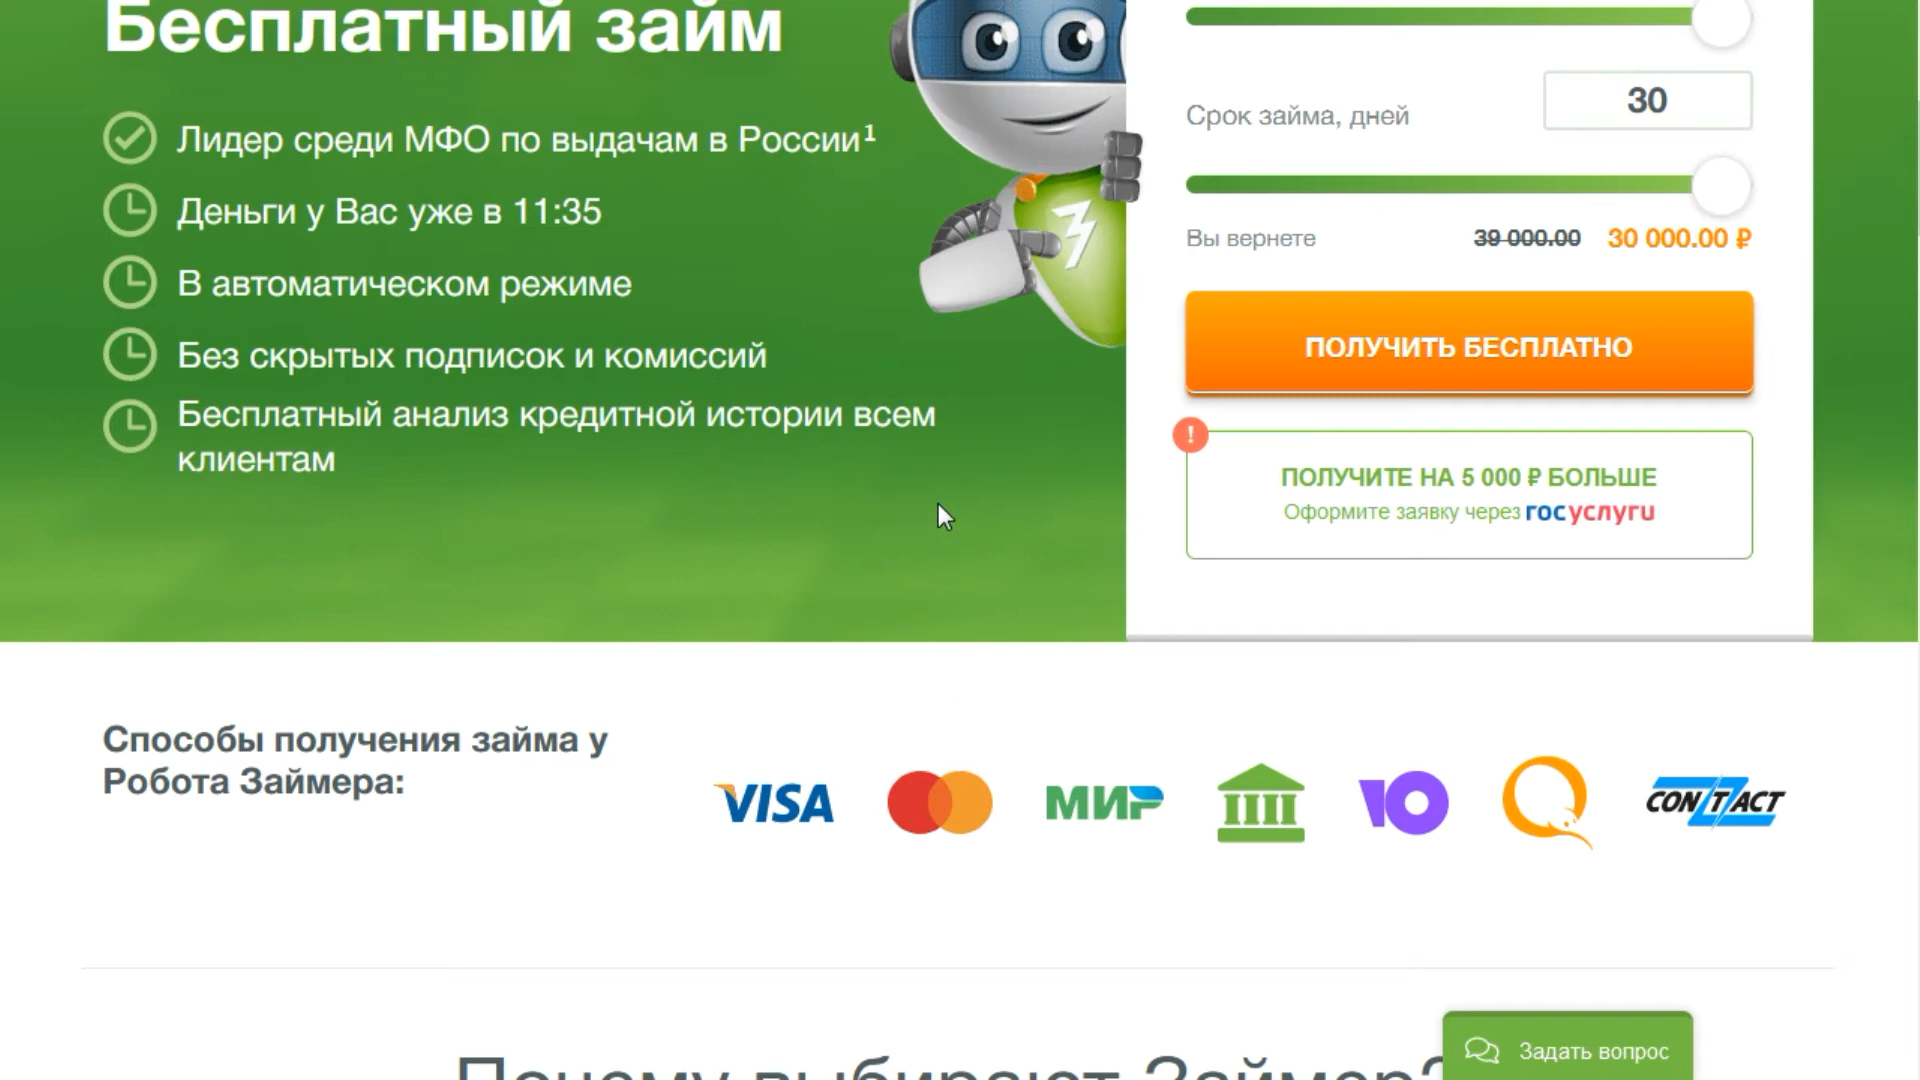 Бесплатный займ
Лидер среди МФО по выдачам в России¹
Деньги у Вас уже в 11:35
В автоматическом режиме
Без скрытых подписок и комиссий
Бесплатный анализ кредитной истории всем
клиентам
Срок займа, дней
30
Вы вернете 39 000.00 30 000.00 ₽
ПОЛУЧИТЬ БЕСПЛАТНО
!
ПОЛУЧИТЕ НА 5 000 ₽ БОЛЬШЕ
Оформите заявку через госуслуги
Способы получения займа у
Робота Займера:
VISA
МИР
Ю
CONTACT
Почему выбирают Займер?
Задать вопрос